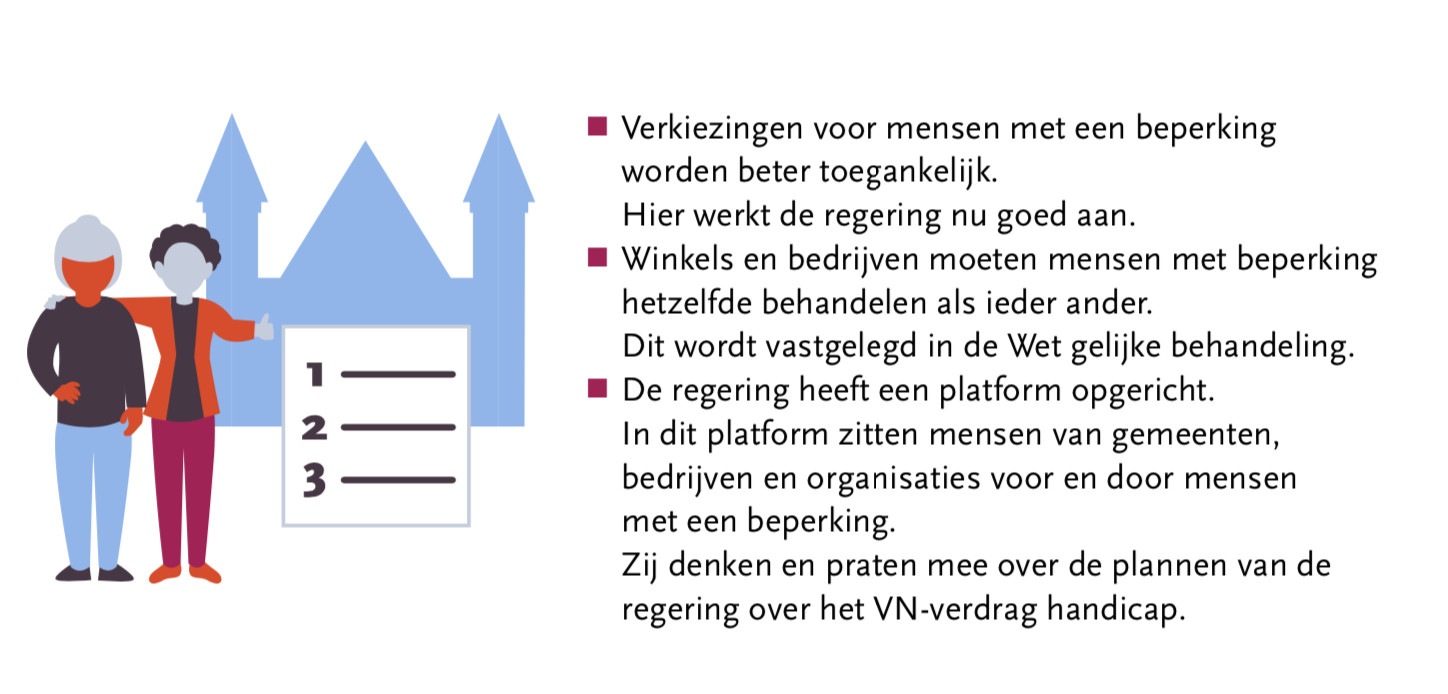 Verkiezingen voor mensen met een beperking
worden beter toegankelijk.
Hier werkt de regering nu goed aan.
Winkels en bedrijven moeten mensen met beperking
hetzelfde behandelen als ieder ander.
Dit wordt vastgelegd in de Wet gelijke behandeling.
De regering heeft een platform opgericht.
In dit platform zitten mensen van gemeenten,
bedrijven en organisaties voor en door mensen
met een beperking.
Zij denken en praten mee over de plannen van de
regering over het VN-verdrag handicap.
1
2
3